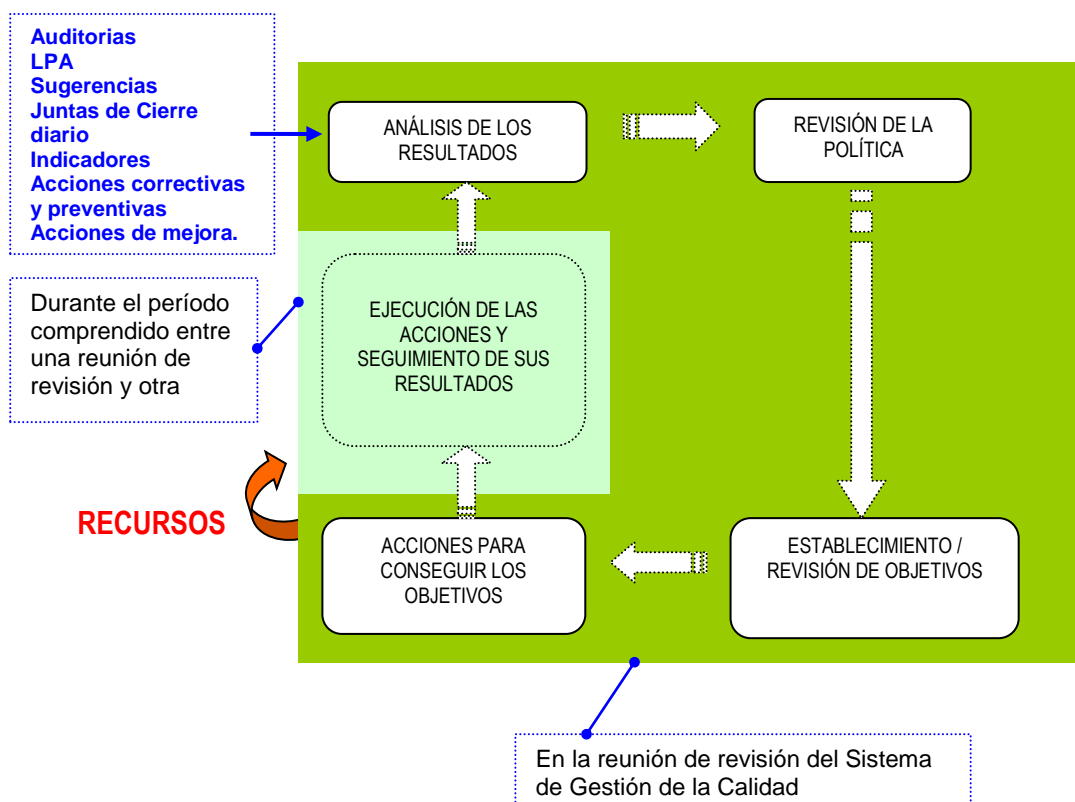 Auditorias
LPA
Sugerencias
Juntas de Cierre
diario
Indicadores
Acciones correctivas
y preventivas
Acciones de mejora.
ANÁLISIS DE LOS
RESULTADOS
REVISIÓN DE LA
POLÍTICA
Durante el período
comprendido entre
una reunión de
revisión y otra
EJECUCIÓN DE LAS
ACCIONES Y
SEGUIMIENTO DE SUS
RESULTADOS
RECURSOS
ACCIONES PARA
CONSEGUIR LOS
OBJETIVOS
ESTABLECIMIENTO /
REVISIÓN DE OBJETIVOS
En la reunión de revisión del Sistema
de Gestión de la Calidad